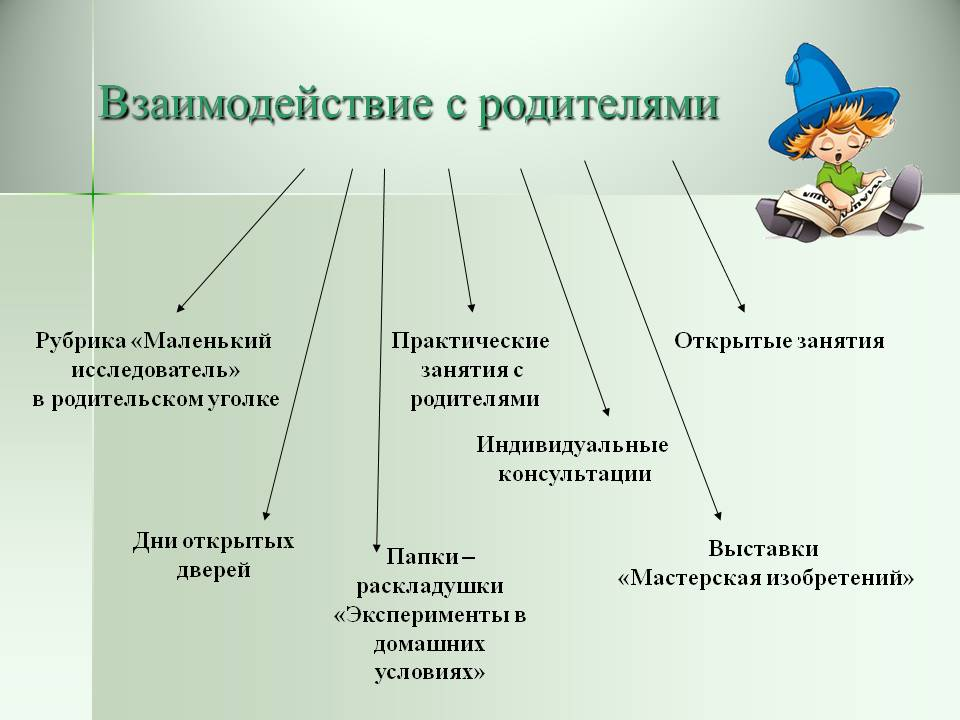 Взаимодействие с родителями
Рубрика «Маленький
исследователь»
в родительском уголке
Практические
занятия с
родителями
Открытые занятия
Индивидуальные
консультации
Дни открытых
дверей
Папки –
раскладушки
«Эксперименты в
домашних
условиях»
Выставки
«Мастерская изобретений»